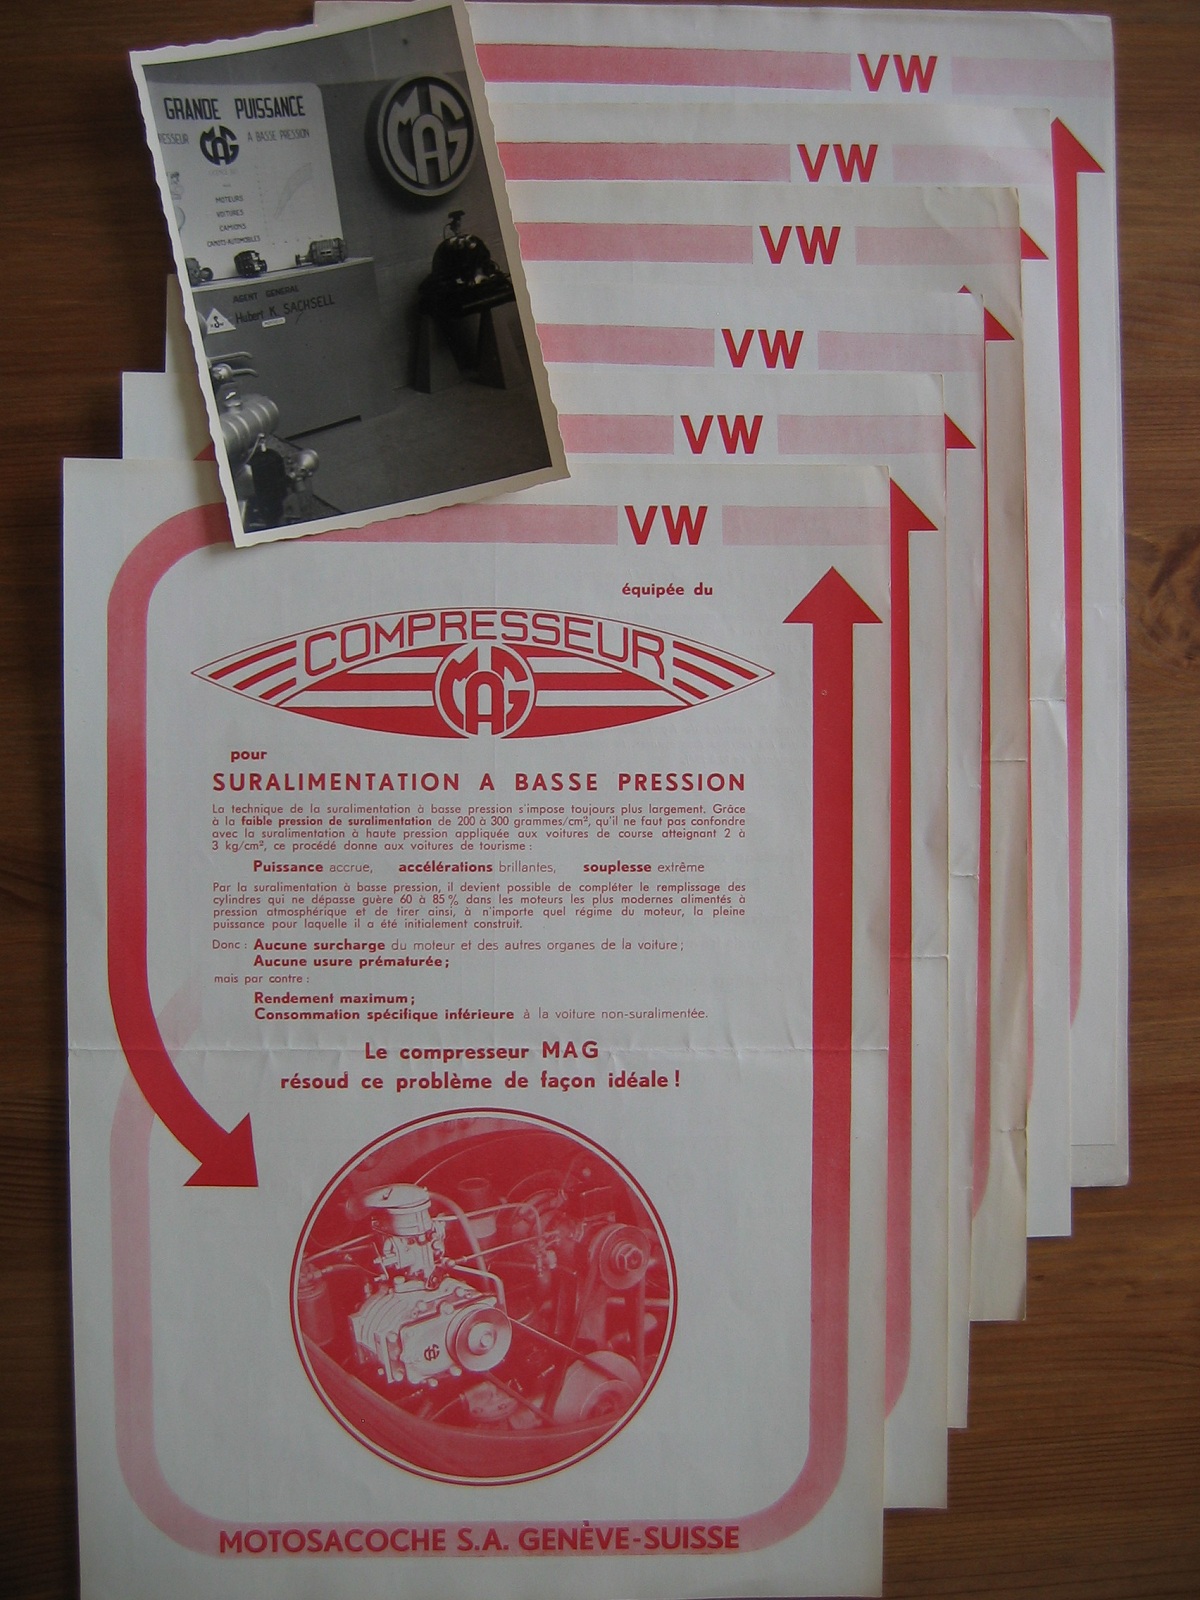 GRANDE PUISSANCE
MAG A BASSE PRESSION
MOTEURS
VOITURES
CAMIONS
CANOTS-AUTOMOBILES
AGENT GENERAL
Hubert K. SACHSELL
MAG
VW
VW
VW
VW
VW
VW
équipée du
COMPRESSEUR
MAG
pour
SURALIMENTATION A BASSE PRESSION
La technique de la suralimentation à basse pression s'impose toujours plus largement. Grâce
à la faible pression de suralimentation de 200 à 300 grammes/cm², qu'il ne faut pas confondre
avec la suralimentation à haute pression appliquée aux voitures de course atteignant 2 à
3 kg/cm², ce procédé donne aux voitures de tourisme :
Puissance accrue, accélérations brillantes, souplesse extrême
Par la suralimentation à basse pression, il devient possible de compléter le remplissage des
cylindres qui ne dépasse guère 60 à 85 % dans les moteurs les plus modernes alimentés à
pression atmosphérique et de tirer ainsi, à n'importe quel régime du moteur, la pleine
puissance pour laquelle il a été initialement construit.
Donc : Aucune surcharge du moteur et des autres organes de la voiture ;
Aucune usure prématurée ;
mais par contre :
Rendement maximum ;
Consommation spécifique inférieure à la voiture non-suralimentée.
Le compresseur MAG
résoud ce problème de façon idéale !
MAG
MOTOSACOCHE S.A. GENÈVE-SUISSE